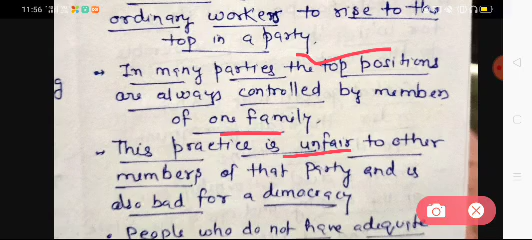 11:56
ordinary workers to rise to the
top in a party.
In many parties the top positions
are always controlled by members
of one family.
g
- This practice is unfair to other
members of that party and is
also bad for a dimocracy
• People who do not have adequate